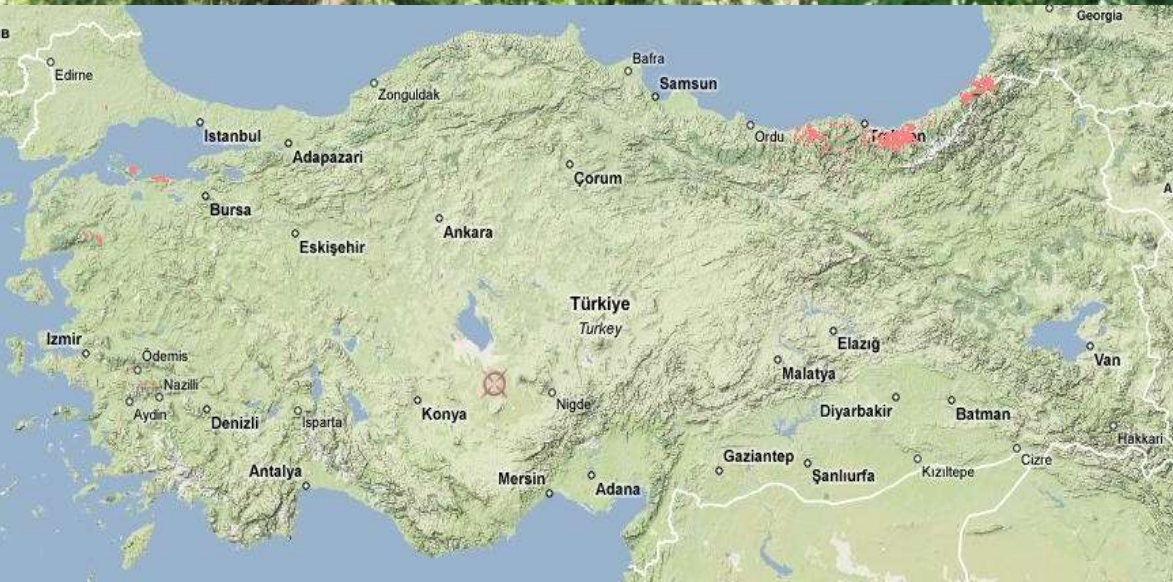 Georgia
B
Edirne
Bafra
Zonguldak
Samsun
Istanbul
Ordu
Adapazari
Çorum
A
Bursa
Ankara
Eskişehir
Türkiye
Turkey
Izmir
Elazığ
Ödemis
Van
Malatya
Nazilli
Konya
Nigde
Aydin
Denizli
Isparta
Diyarbakir
Batman
Hakkari
Gaziantep
Cizre
Antalya
Mersin
Adana
Şanlıurfa
Kızıltepe